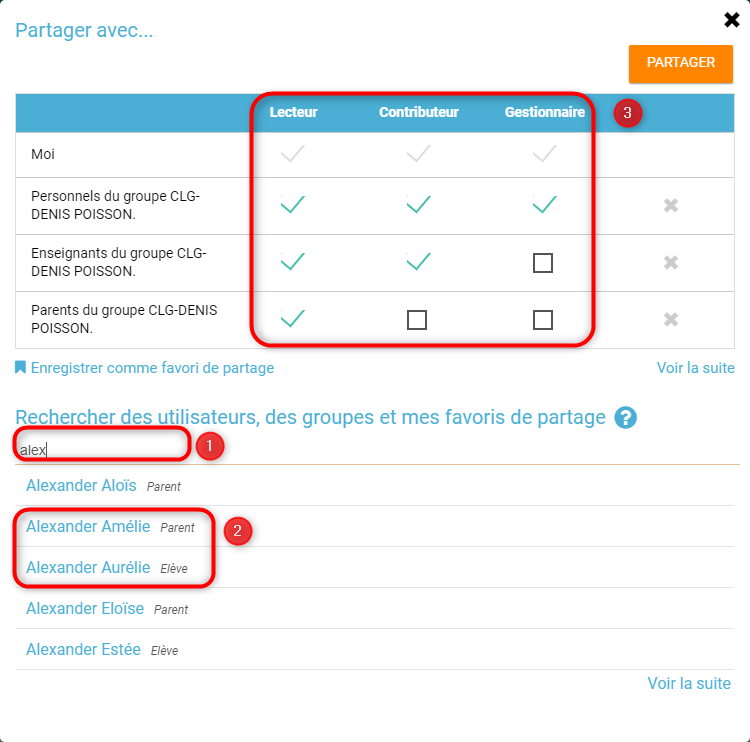 Partager avec...
PARTAGER
Lecteur Contributeur Gestionnaire
3
Moi
Personnels du groupe CLG-
DENIS POISSON.
Enseignants du groupe CLG-
DENIS POISSON.
Parents du groupe CLG-DENIS
POISSON.
Enregistrer comme favori de partage
Voir la suite
Rechercher des utilisateurs, des groupes et mes favoris de partage ?
alex
1
Alexander Aloïs Parent
Alexander Amélie Parent
2
Alexander Aurélie Elève
Alexander Eloïse Parent
Alexander Estée Elève
Voir la suite